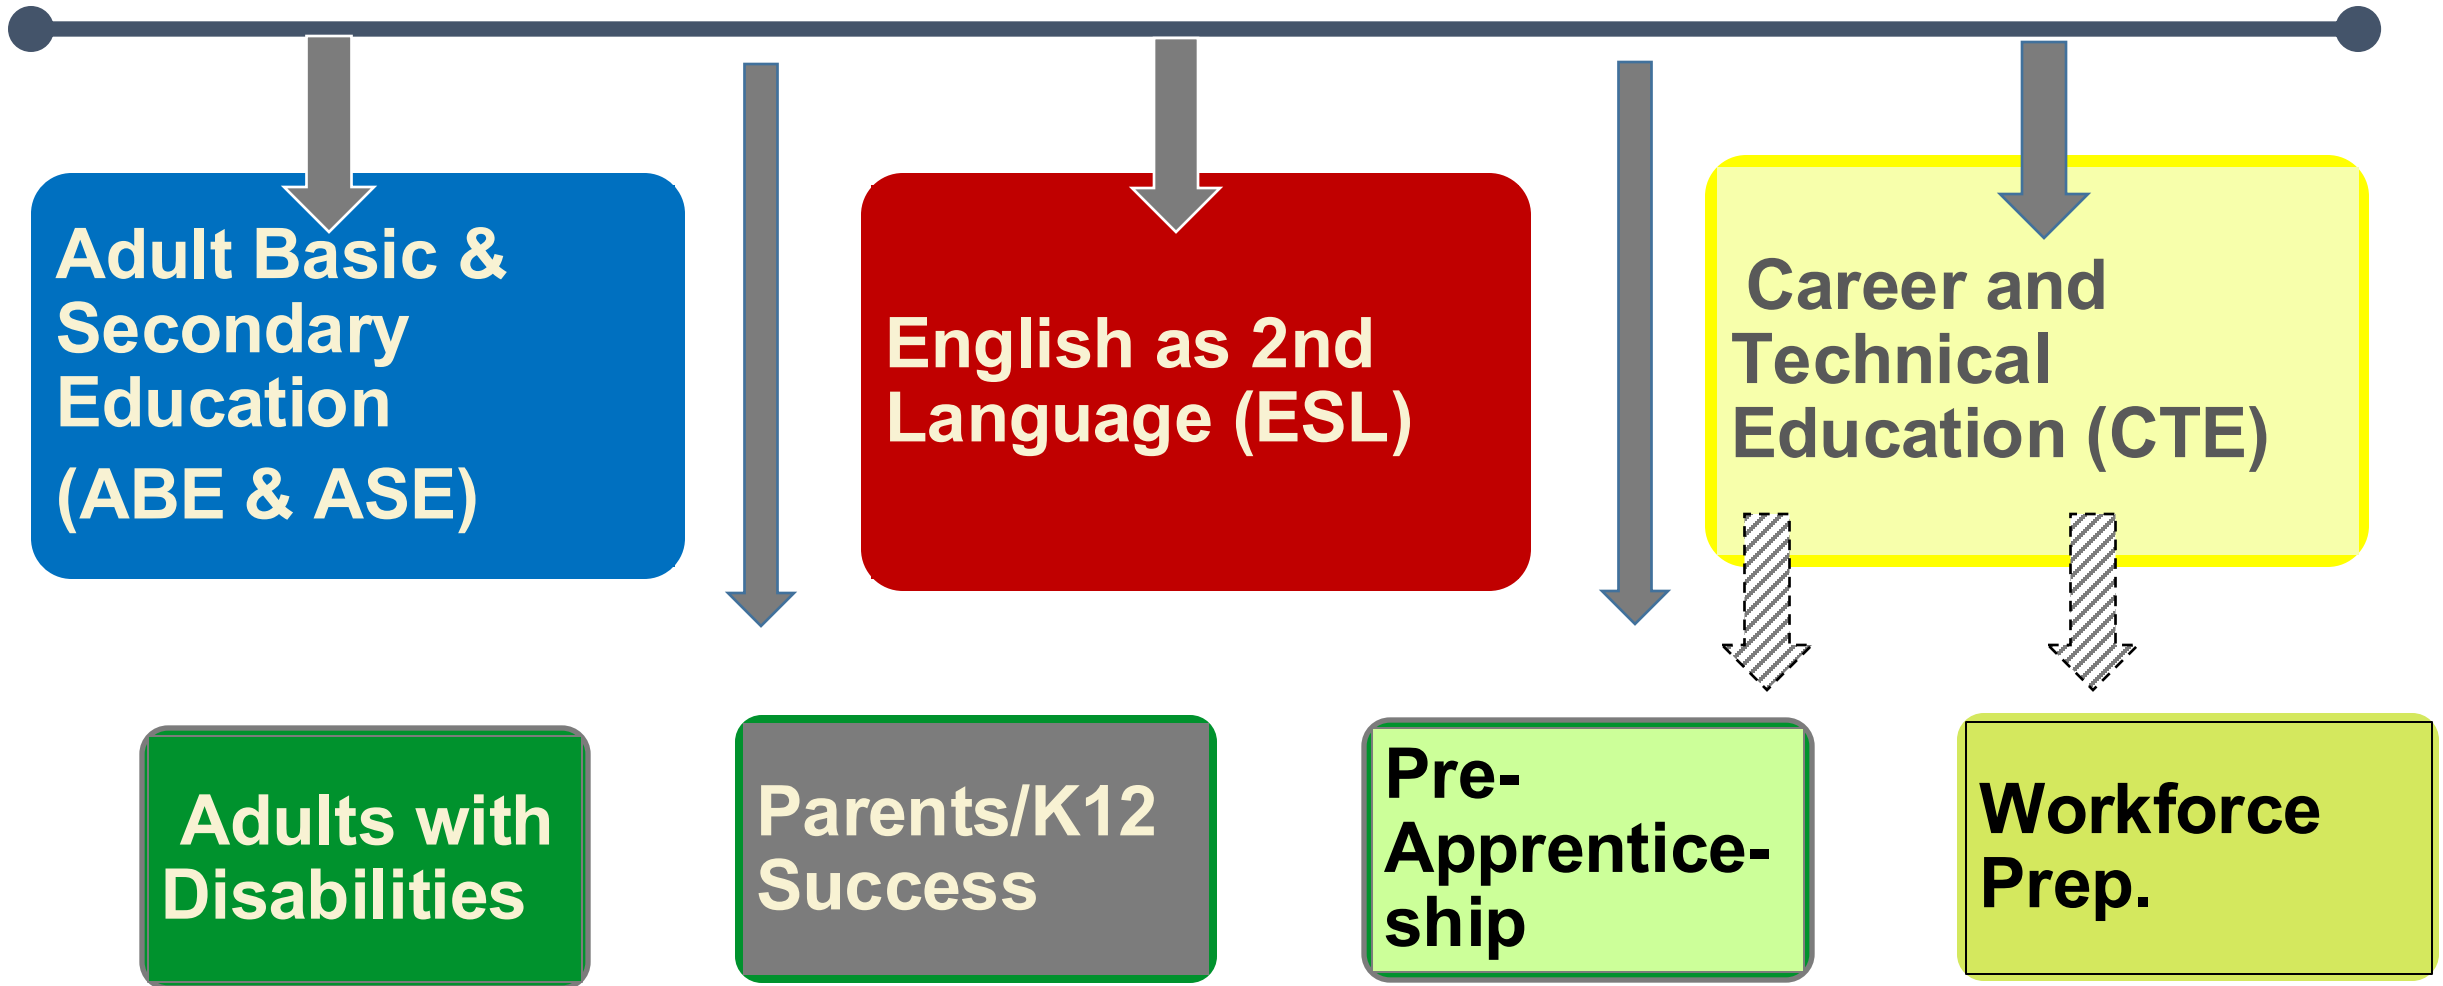 Adult Basic &
Secondary
Education
(ABE & ASE)
English as 2nd
Language (ESL)
Career and
Technical
Education (CTE)
Adults with
Disabilities
Parents/K12
Success
Pre-
Apprentice-
ship
Workforce
Prep.